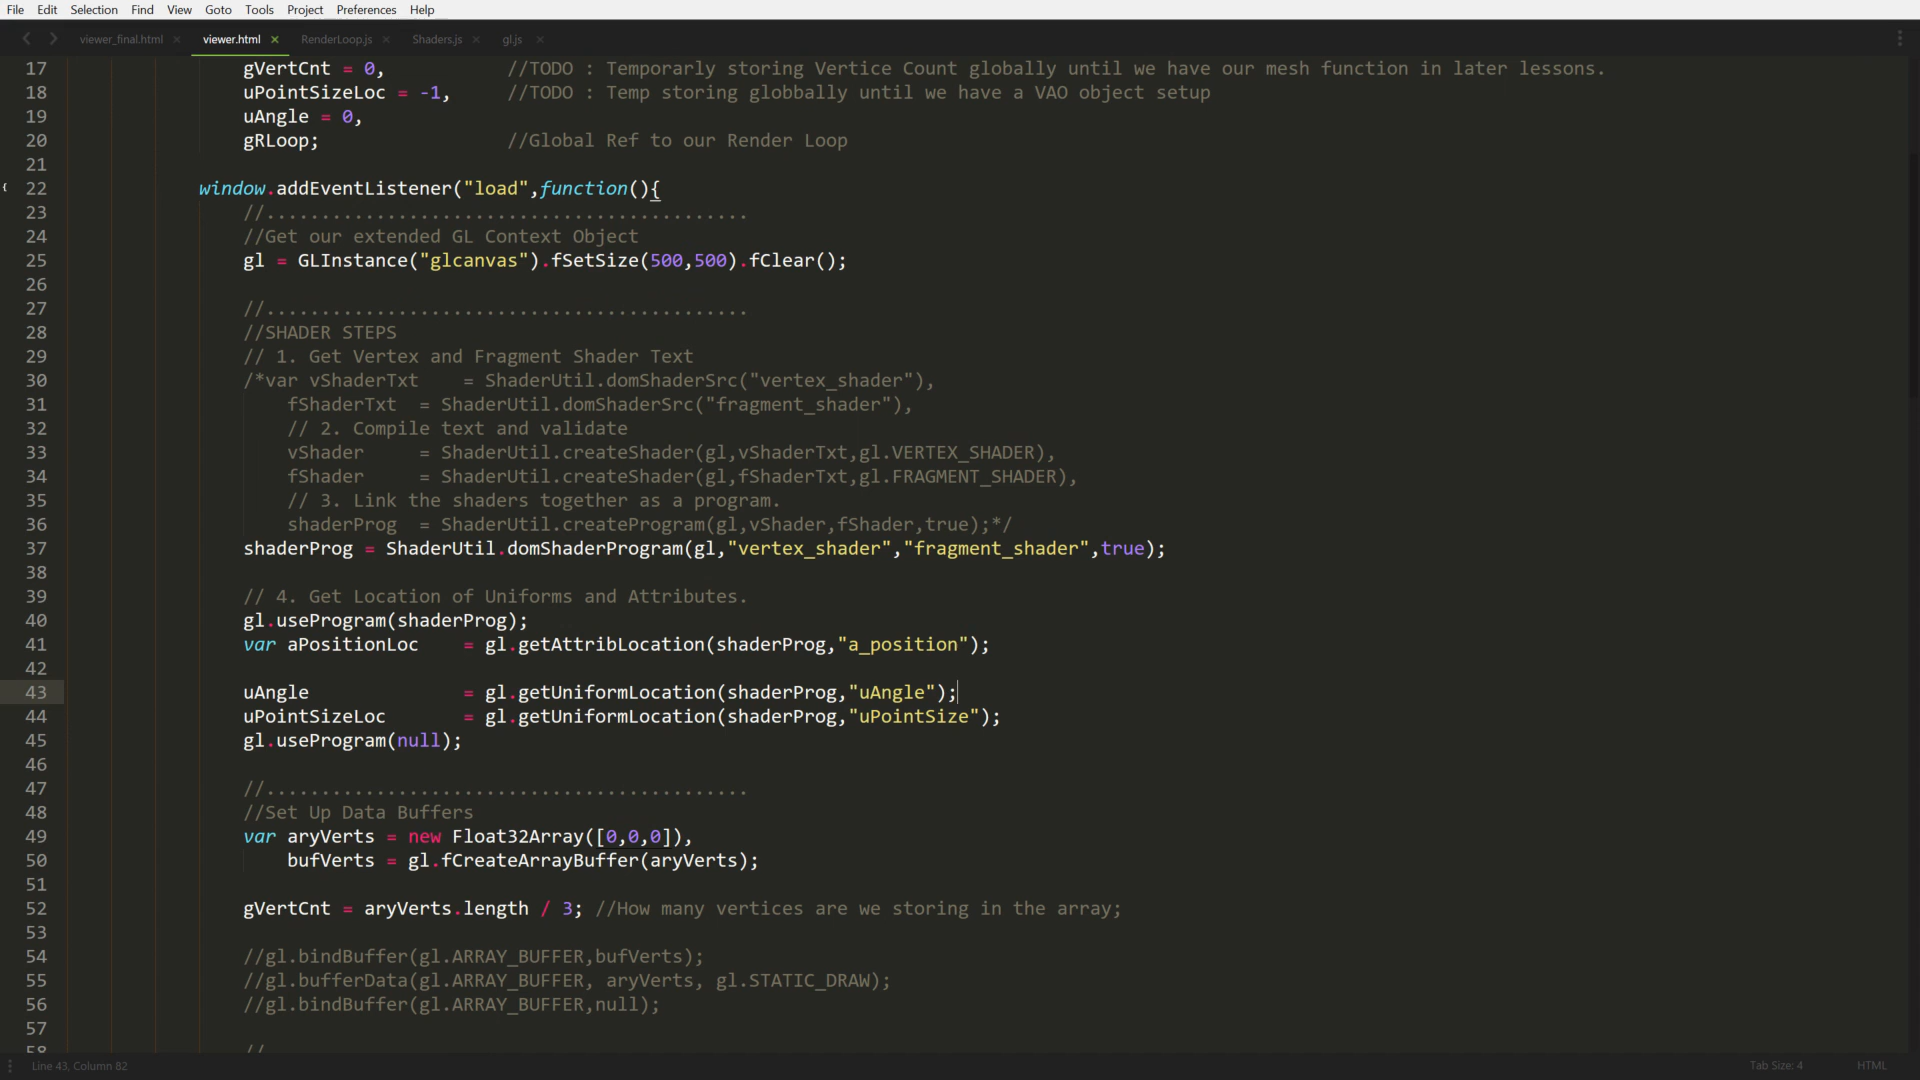 File Edit Selection Find View Goto Tools Project Preferences Help
viewer_final.html × viewer.html × RenderLoop.js × Shaders.js × gl.js ×
17 gVertCnt = 0, //TODO : Temporarly storing Vertice Count globally until we have our mesh function in later lessons.
18 uPointSizeLoc = -1, //TODO : Temp storing globbally until we have a VAO object setup
19 uAngle = 0,
20 gRLoop; //Global Ref to our Render Loop
21
22 window.addEventListener("load",function(){
23 //............................................
24 //Get our extended GL Context Object
25 gl = GLInstance("glcanvas").fSetSize(500,500).fClear();
26
27 //............................................
28 //SHADER STEPS
29 // 1. Get Vertex and Fragment Shader Text
30 /*var vShaderTxt = ShaderUtil.domShaderSrc("vertex_shader"),
31 fShaderTxt = ShaderUtil.domShaderSrc("fragment_shader"),
32 // 2. Compile text and validate
33 vShader = ShaderUtil.createShader(gl,vShaderTxt,gl.VERTEX_SHADER),
34 fShader = ShaderUtil.createShader(gl,fShaderTxt,gl.FRAGMENT_SHADER),
35 // 3. Link the shaders together as a program.
36 shaderProg = ShaderUtil.createProgram(gl,vShader,fShader,true);*/
37 shaderProg = ShaderUtil.domShaderProgram(gl,"vertex_shader","fragment_shader",true);
38
39 // 4. Get Location of Uniforms and Attributes.
40 gl.useProgram(shaderProg);
41 var aPositionLoc = gl.getAttribLocation(shaderProg,"a_position");
42
43 uAngle = gl.getUniformLocation(shaderProg,"uAngle");
44 uPointSizeLoc = gl.getUniformLocation(shaderProg,"uPointSize");
45 gl.useProgram(null);
46
47 //............................................
48 //Set Up Data Buffers
49 var aryVerts = new Float32Array([0,0,0]),
50 bufVerts = gl.fCreateArrayBuffer(aryVerts);
51
52 gVertCnt = aryVerts.length / 3; //How many vertices are we storing in the array;
53
54 //gl.bindBuffer(gl.ARRAY_BUFFER,bufVerts);
55 //gl.bufferData(gl.ARRAY_BUFFER, aryVerts, gl.STATIC_DRAW);
56 //gl.bindBuffer(gl.ARRAY_BUFFER,null);
57
58 //
Line 43, Column 82 Tab Size: 4 HTML